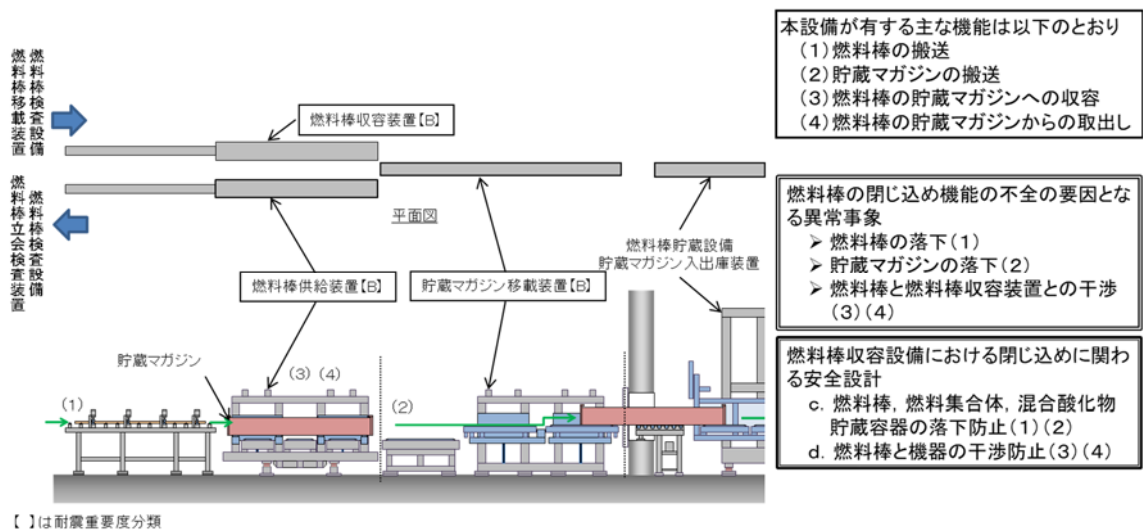 燃料棒検査設備
燃料棒移載装置
燃料棒検査設備
燃料棒立会検査装置
燃料棒収容装置【B】
平面図
燃料棒供給装置【B】
貯蔵マガジン移載装置【B】
燃料棒貯蔵設備
貯蔵マガジン入出庫装置
貯蔵マガジン
(1)
(3)(4)
(2)
【 】は耐震重要度分類
本設備が有する主な機能は以下のとおり
(1)燃料棒の搬送
(2)貯蔵マガジンの搬送
(3)燃料棒の貯蔵マガジンへの収容
(4)燃料棒の貯蔵マガジンからの取出し
燃料棒の閉じ込め機能の不全の要因とな
る異常事象
➢ 燃料棒の落下(1)
➢ 貯蔵マガジンの落下(2)
➢ 燃料棒と燃料棒収容装置との干渉
(3)(4)
燃料棒収容設備における閉じ込めに関わ
る安全設計
c. 燃料棒,燃料集合体,混合酸化物
貯蔵容器の落下防止(1)(2)
d. 燃料棒と機器の干渉防止(3)(4)